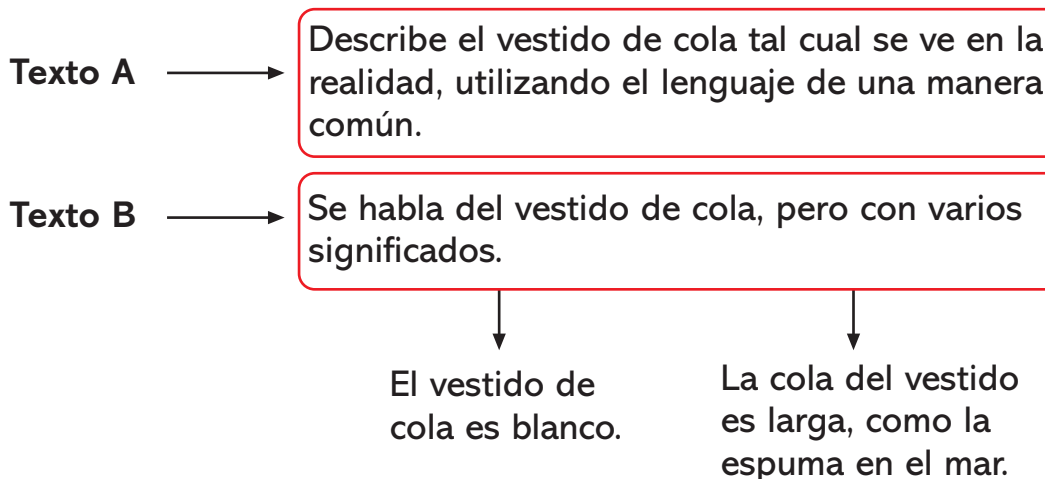 Texto A
Describe el vestido de cola tal cual se ve en la
realidad, utilizando el lenguaje de una manera
común.
Texto B
Se habla del vestido de cola, pero con varios
significados.
El vestido de
cola es blanco.
La cola del vestido
es larga, como la
espuma en el mar.